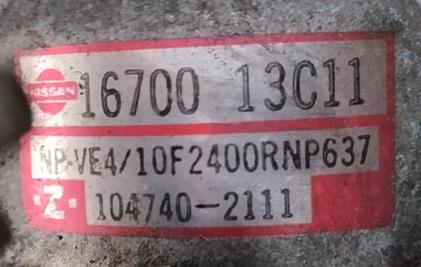 NISSAN 16700 13C11
NP-VE4/10F2400RNP637
·Z· 104740-2111